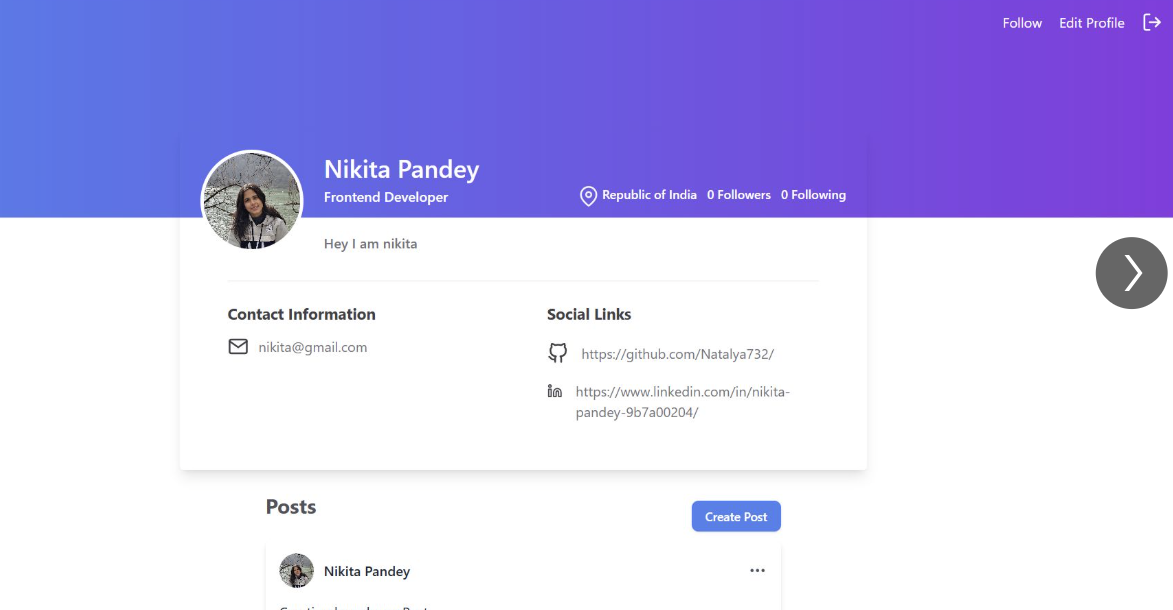 Follow Edit Profile
Nikita Pandey
Frontend Developer
Republic of India 0 Followers 0 Following
Hey I am nikita
Contact Information
nikita@gmail.com
Social Links
https://github.com/Natalya732/
https://www.linkedin.com/in/nikita-
pandey-9b7a00204/
Posts
Create Post
Nikita Pandey